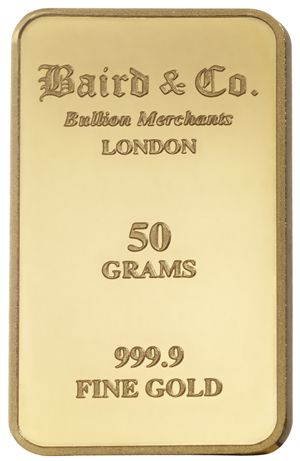 Baird & Co.
Bullion Merchants
LONDON
50
GRAMS
999.9
FINE GOLD